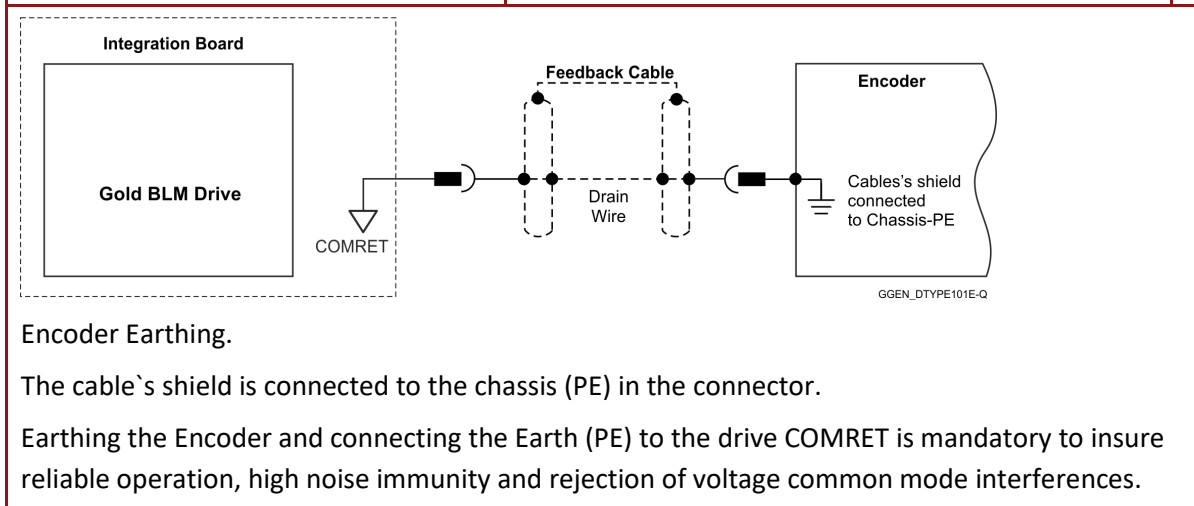 Integration Board
Feedback Cable
Encoder
Gold BLM Drive
Drain
Wire
Cables's shield
connected
to Chassis-PE
COMRET
GGEN_DTYPE101E-Q
Encoder Earthing.
The cable`s shield is connected to the chassis (PE) in the connector.
Earthing the Encoder and connecting the Earth (PE) to the drive COMRET is mandatory to insure
reliable operation, high noise immunity and rejection of voltage common mode interferences.